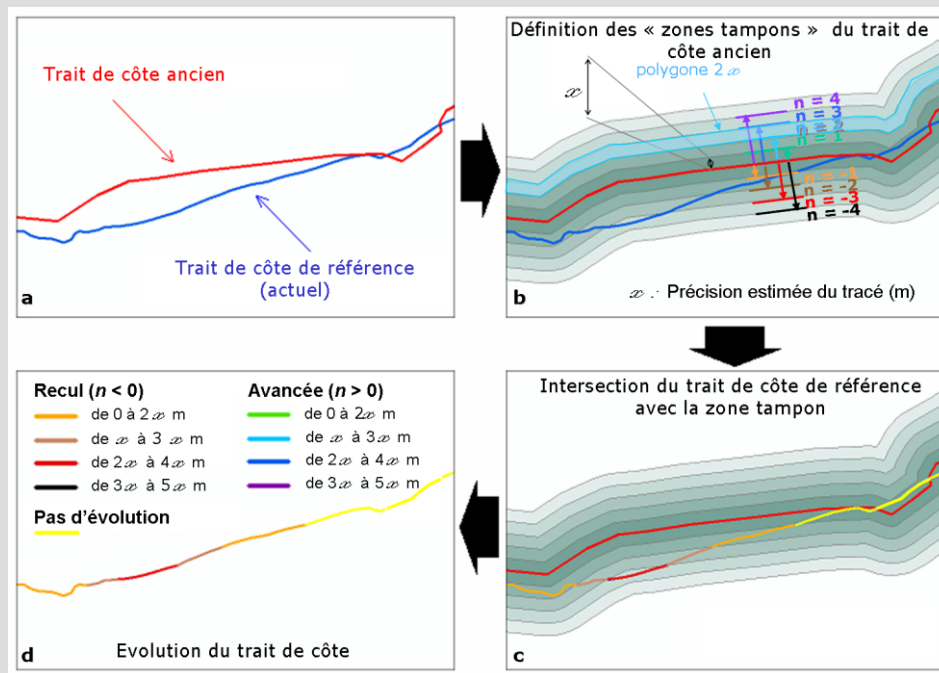 Trait de côte ancien
Trait de côte de référence
(actuel)
a
Définition des « zones tampons » du trait de
côte ancien
polygone 2 x
x
n = 4
n = 3
n = 2
n = 1
n = -1
n = -2
n = -3
n = -4
x : Précision estimée du tracé (m)
b
Recul (n < 0)
de 0 à 2x m
de x à 3 x m
de 2x à 4x m
de 3x à 5x m
Pas d'évolution
Avancée (n > 0)
de 0 à 2x m
de x à 3x m
de 2x à 4x m
de 3x à 5x m
d
Evolution du trait de côte
Intersection du trait de côte de référence
avec la zone tampon
c